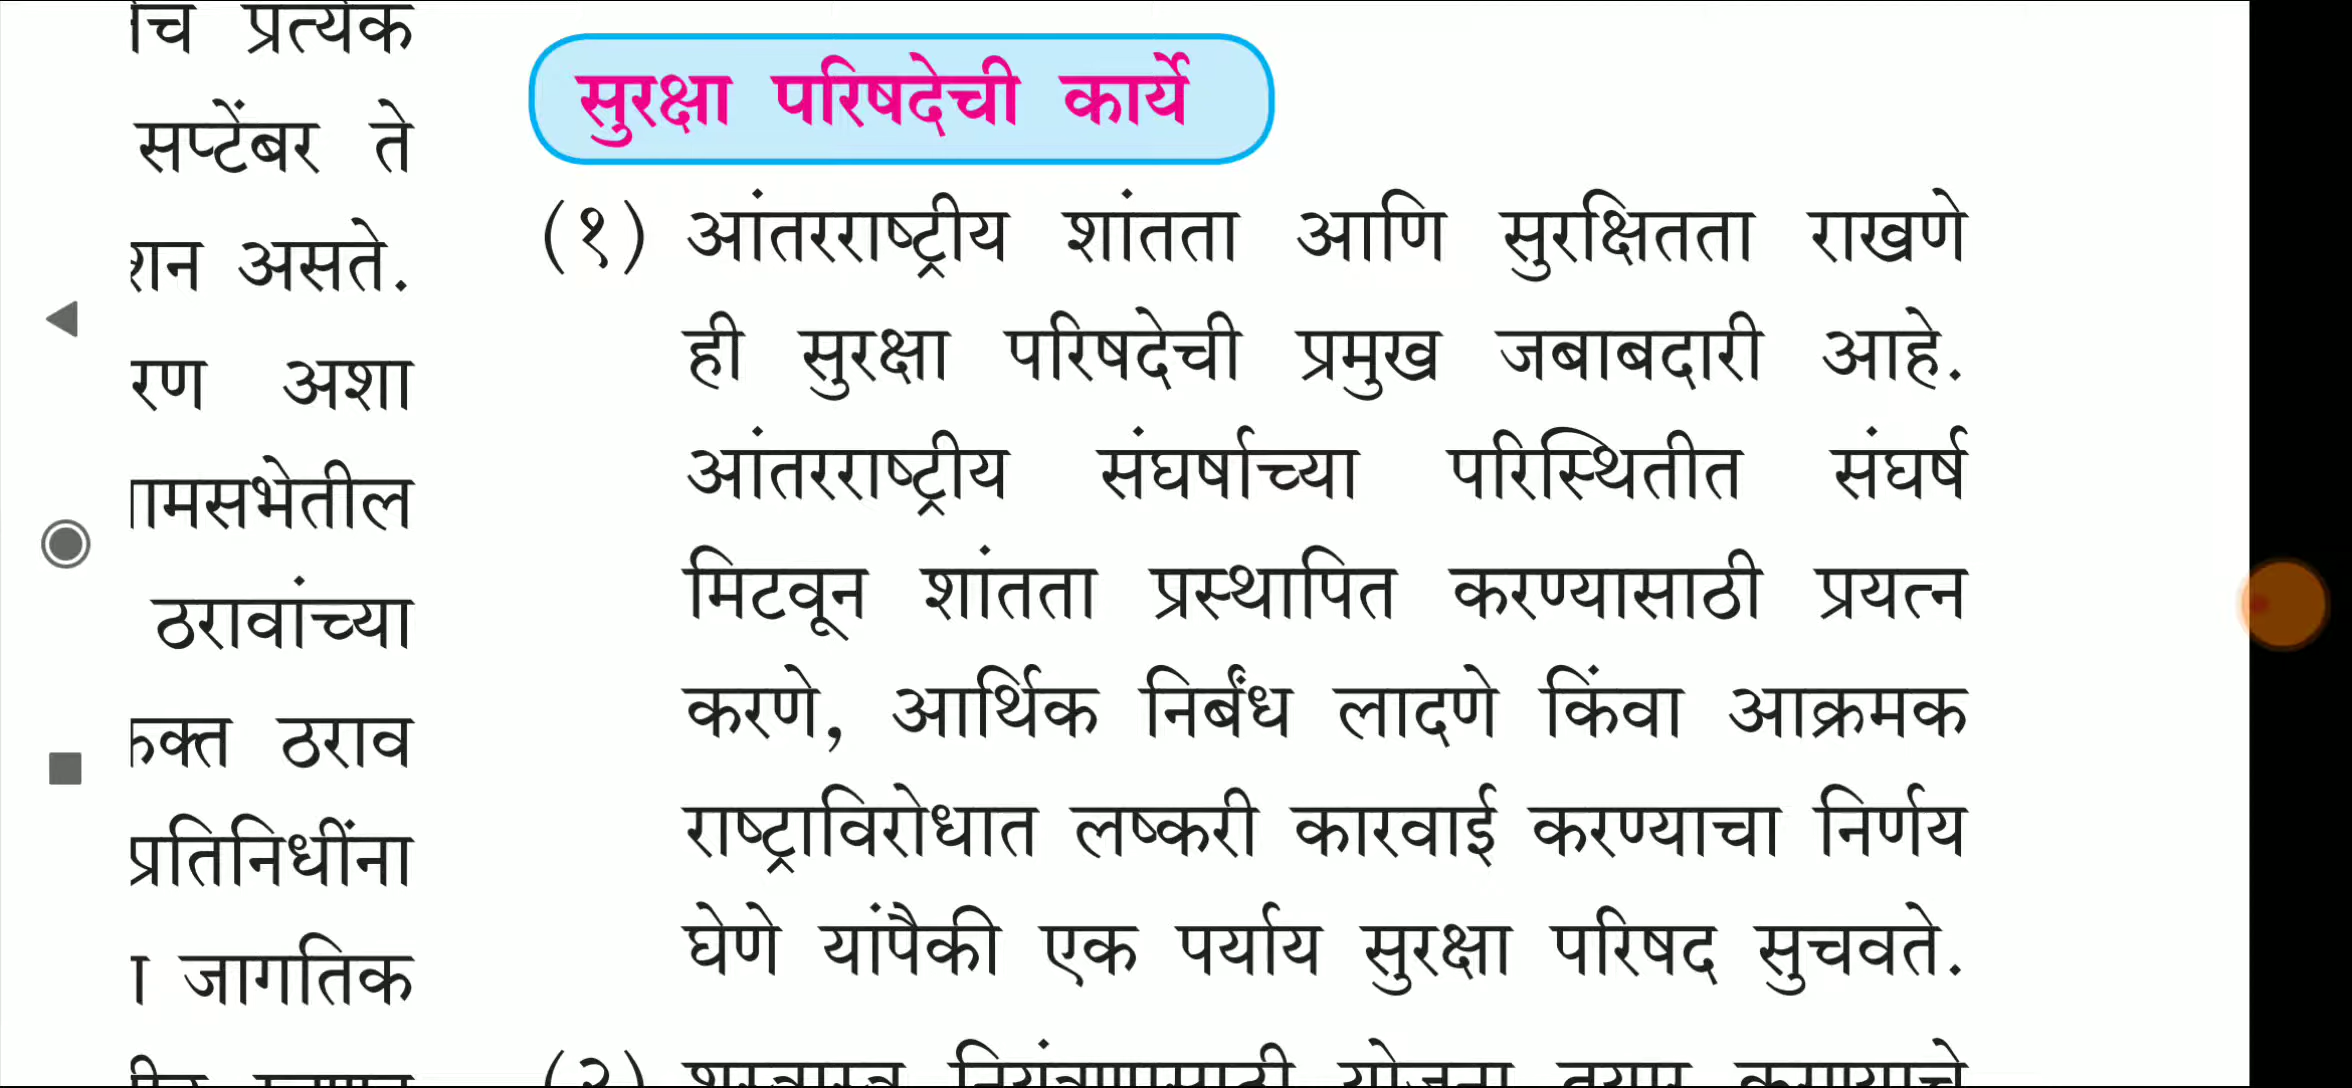 प्रत्येक
सप्टेंबर ते
असते.
अशा
ठरावांच्या
ठराव
प्रतिनिधींना
जागतिक
सुरक्षा परिषदेची कार्ये
(१) आंतरराष्ट्रीय शांतता आणि सुरक्षितता राखणे
ही सुरक्षा परिषदेची प्रमुख जबाबदारी आहे.
आंतरराष्ट्रीय संघर्षाच्या परिस्थितीत संघर्ष
मिटवून शांतता प्रस्थापित करण्यासाठी प्रयत्न
करणे, आर्थिक निर्बंध लादणे किंवा आक्रमक
राष्ट्राविरोधात लष्करी कारवाई करण्याचा निर्णय
घेणे यांपैकी एक पर्याय सुरक्षा परिषद सुचवते.
(२)